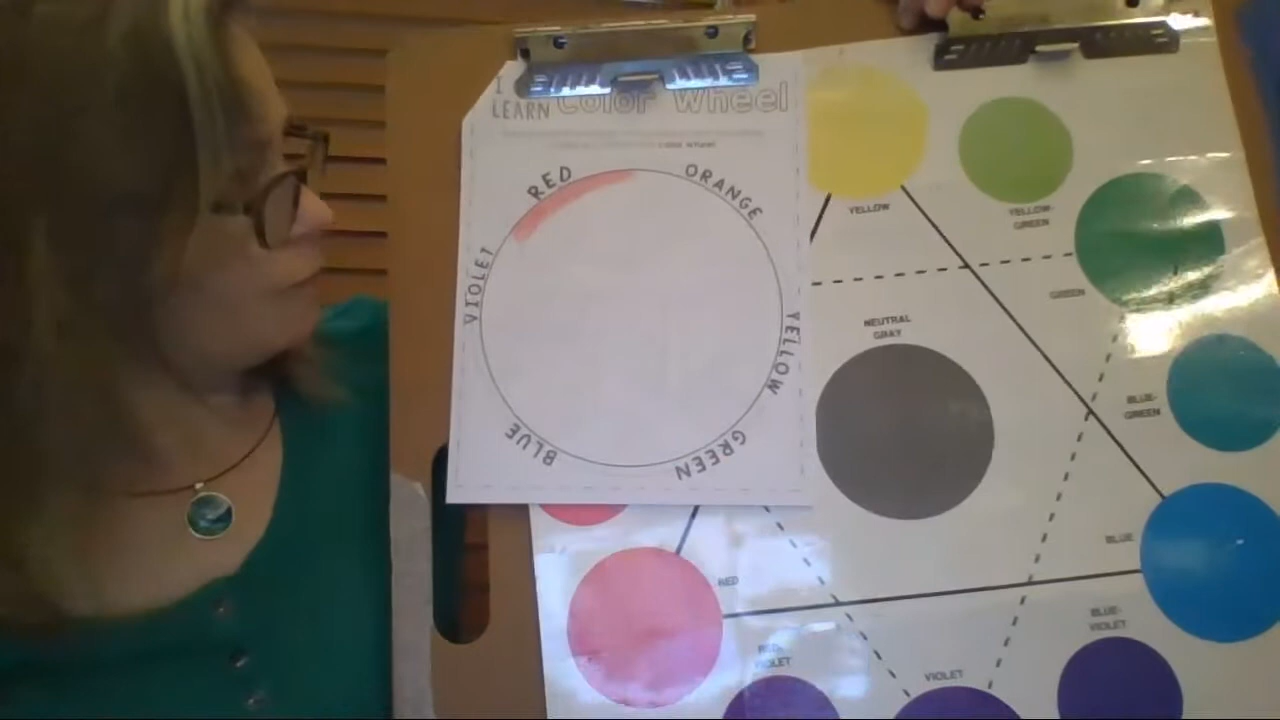 I
LEARN Color Wheel
RED
ORANGE
VIOLET
YELLOW
BLUE
GREEN
YELLOW
YELLOW-
GREEN
GREEN
NEUTRAL
GRAY
BLUE-
GREEN
BLUE
RED
BLUE-
VIOLET
RED-
VIOLET
VIOLET